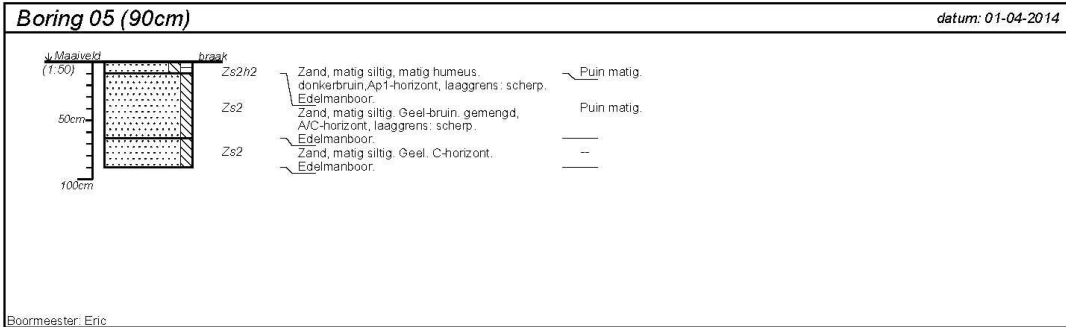 Boring 05 (90cm)
datum: 01-04-2014
↓ Maaiveld
braak
(1:50)
Zs2h2
Zand, matig siltig, matig humeus.
Puin matig.
donkerbruin,Ap1-horizont, laaggrens: scherp.
Edelmanboor.
50cm
Zs2
Zand, matig siltig. Geel-bruin. gemengd,
Puin matig.
A/C-horizont, laaggrens: scherp.
Edelmanboor.
Zs2
Zand, matig siltig. Geel. C-horizont.
--
Edelmanboor.
100cm
Boormeester: Eric